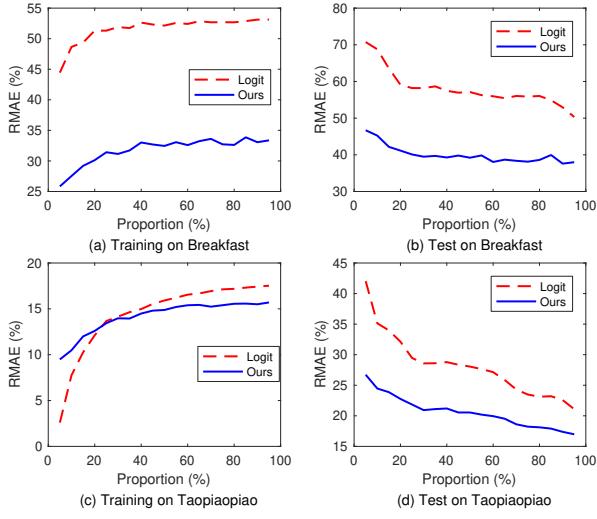 55
50
45
40
35
30
25
RMAE (%)
Logit
Ours
0 20 40 60 80 100
Proportion (%)
(a) Training on Breakfast
80
70
60
50
40
30
RMAE (%)
Logit
Ours
0 20 40 60 80 100
Proportion (%)
(b) Test on Breakfast
20
15
10
5
0
RMAE (%)
Logit
Ours
0 20 40 60 80 100
Proportion (%)
(c) Training on Taopiaopiao
45
40
35
30
25
20
15
RMAE (%)
Logit
Ours
0 20 40 60 80 100
Proportion (%)
(d) Test on Taopiaopiao